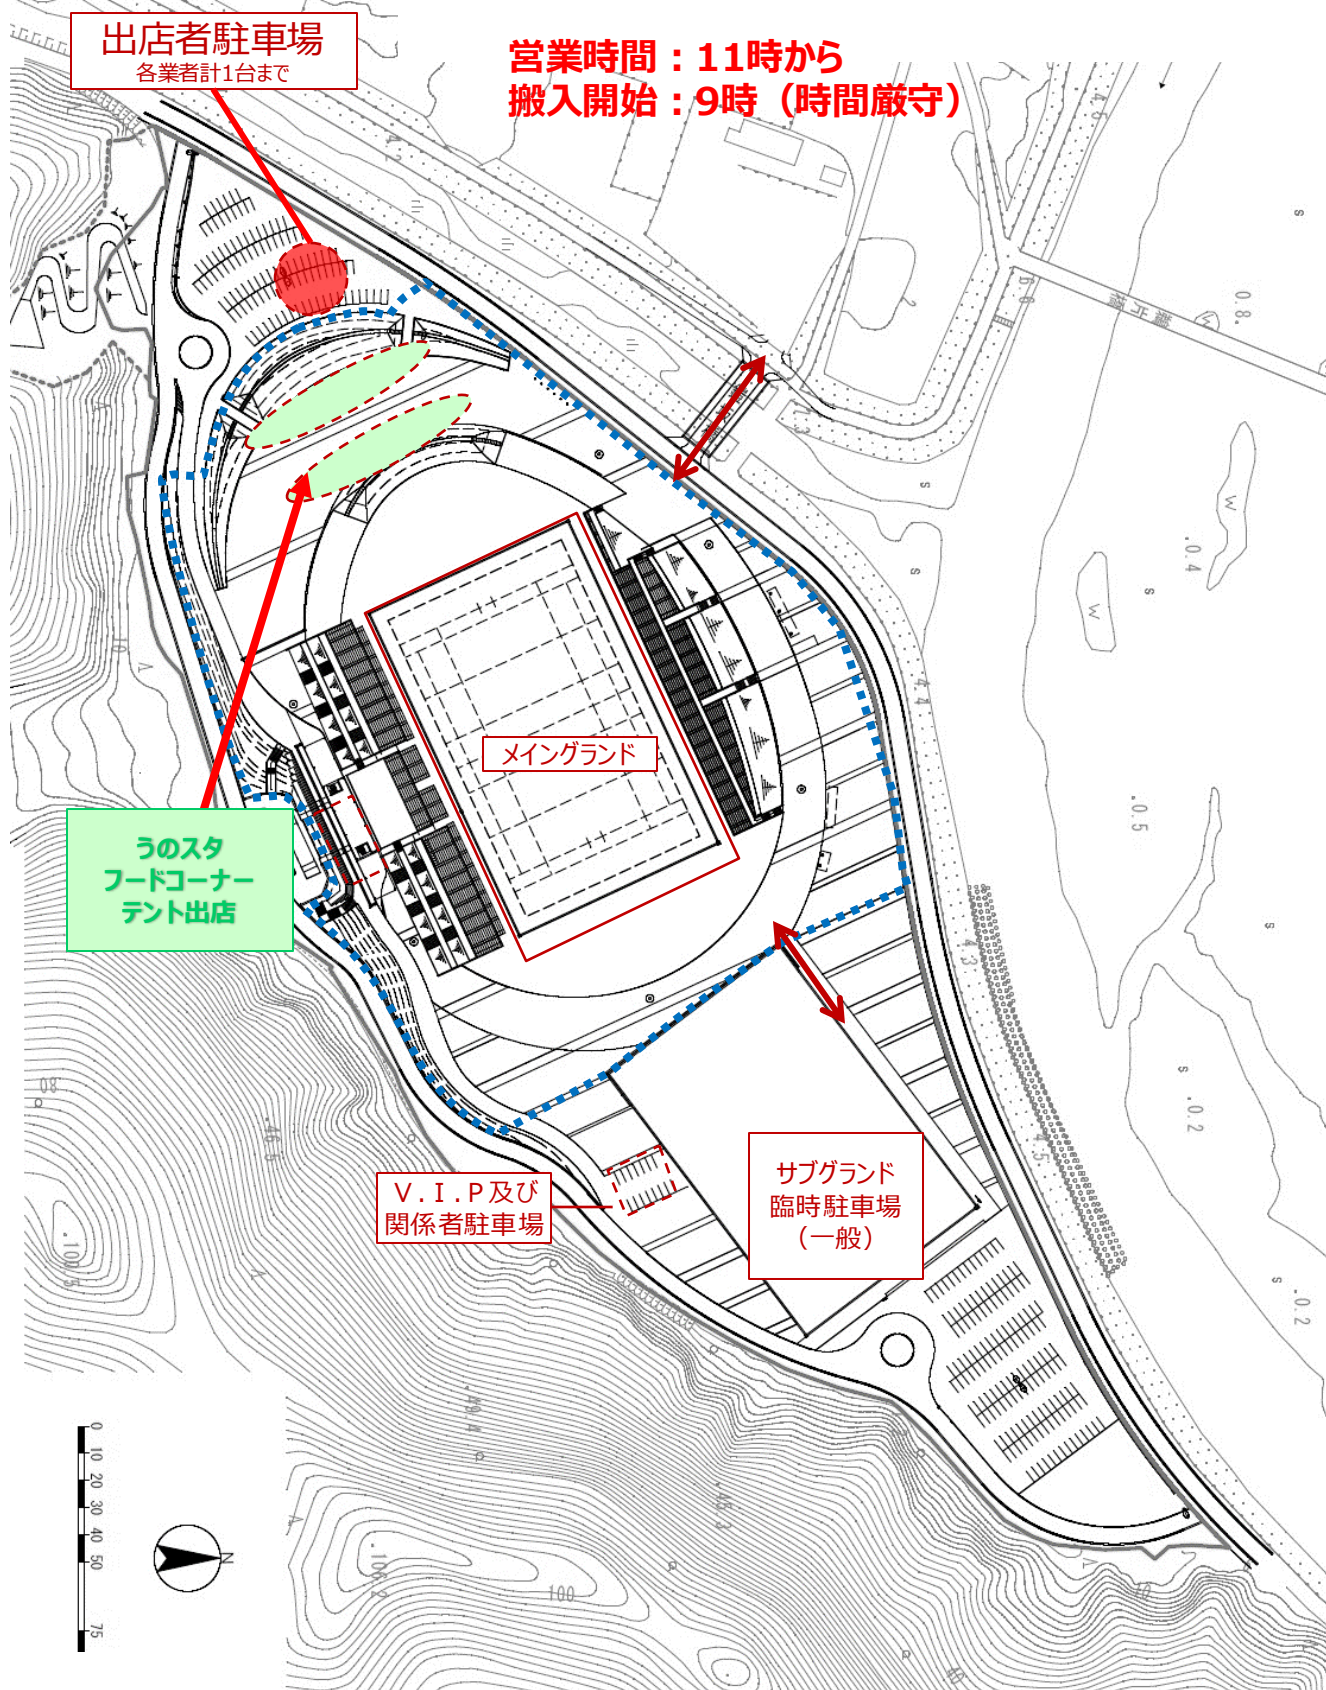 出店者駐車場
各業者計1台まで
営業時間：11時から
搬入開始：9時（時間厳守）
メイングランド
うのスタ
フードコーナー
テント出店
Ｖ.Ｉ.Ｐ及び
関係者駐車場
サブグランド
臨時駐車場
（一般）
0
10
20
30
40
50
75
N
100